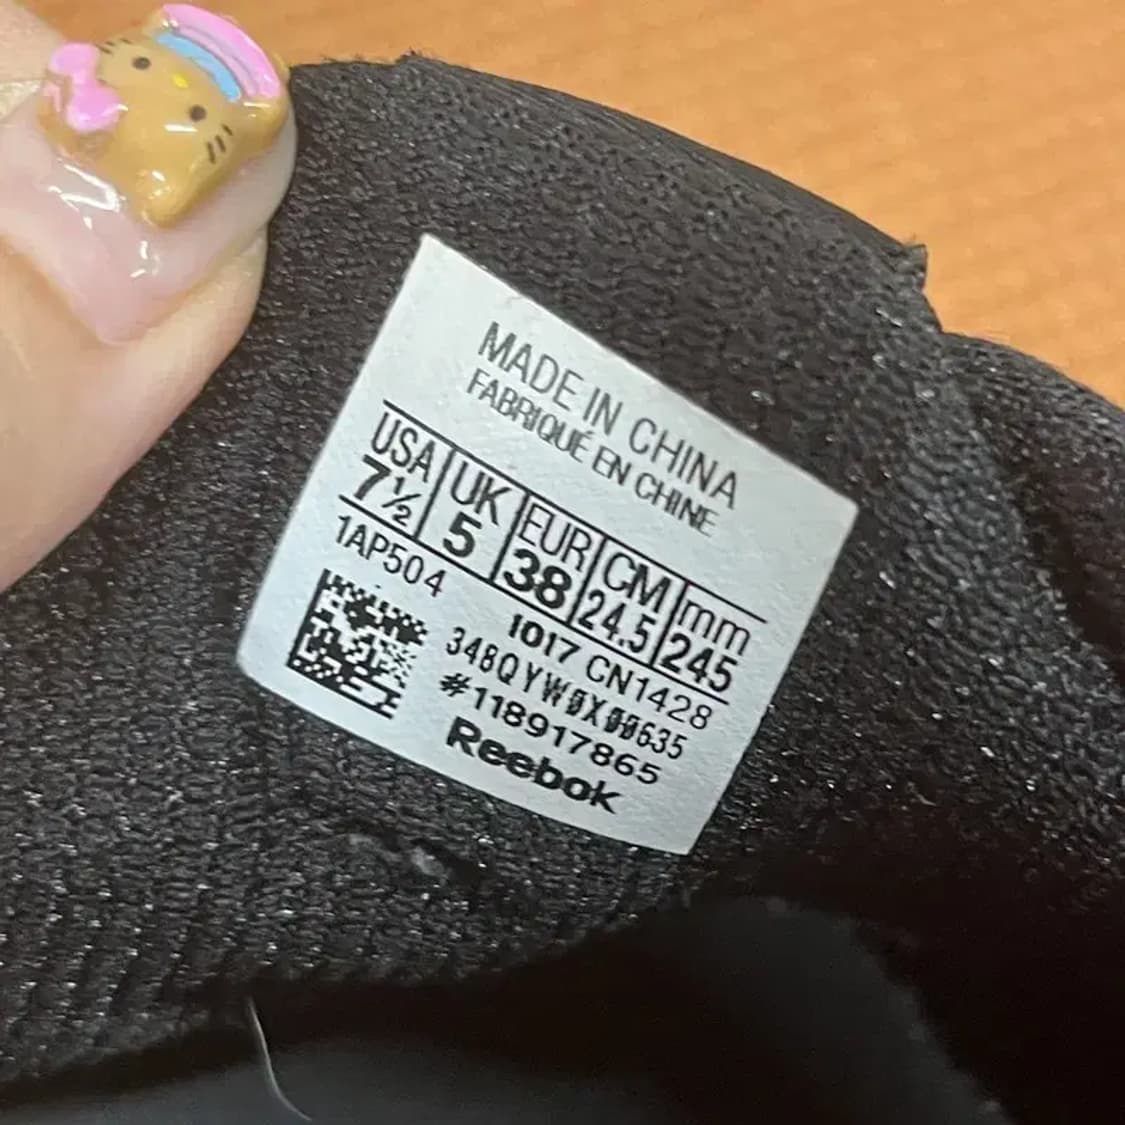 MADE IN CHINA
FABRIQUÉ EN CHINE
USA UK EUR CM mm
7½ 5 38 24.5 245
1AP504 1017 CN1428
348QYW0X00635
#118917865
Reebok